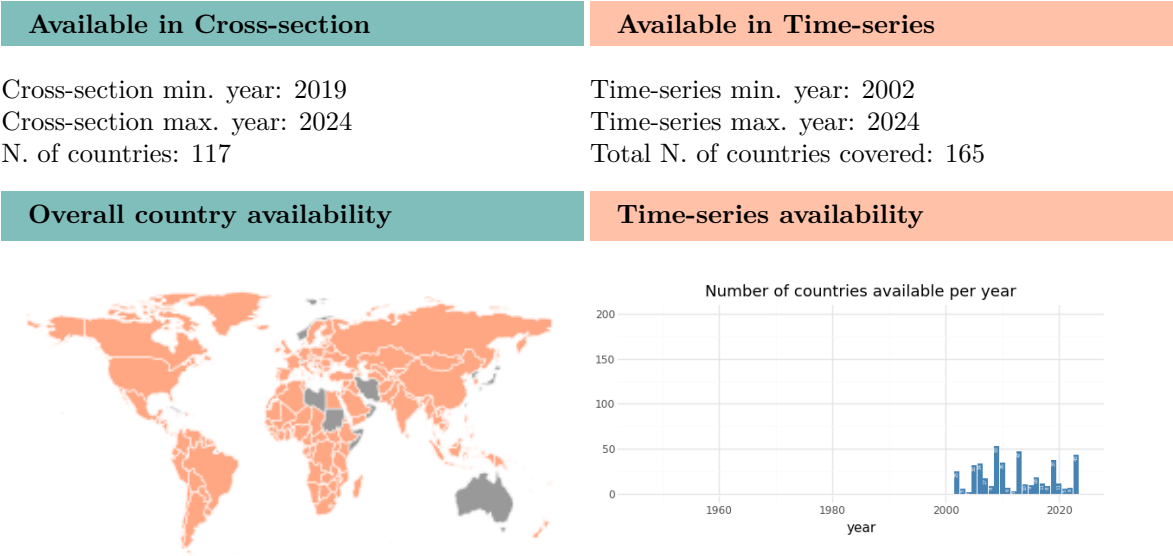 Available in Cross-section
Available in Time-series
Cross-section min. year: 2019
Cross-section max. year: 2024
N. of countries: 117
Time-series min. year: 2002
Time-series max. year: 2024
Total N. of countries covered: 165
Overall country availability
Time-series availability
Number of countries available per year
200
150
100
50
0
1960
1980
2000
2020
year